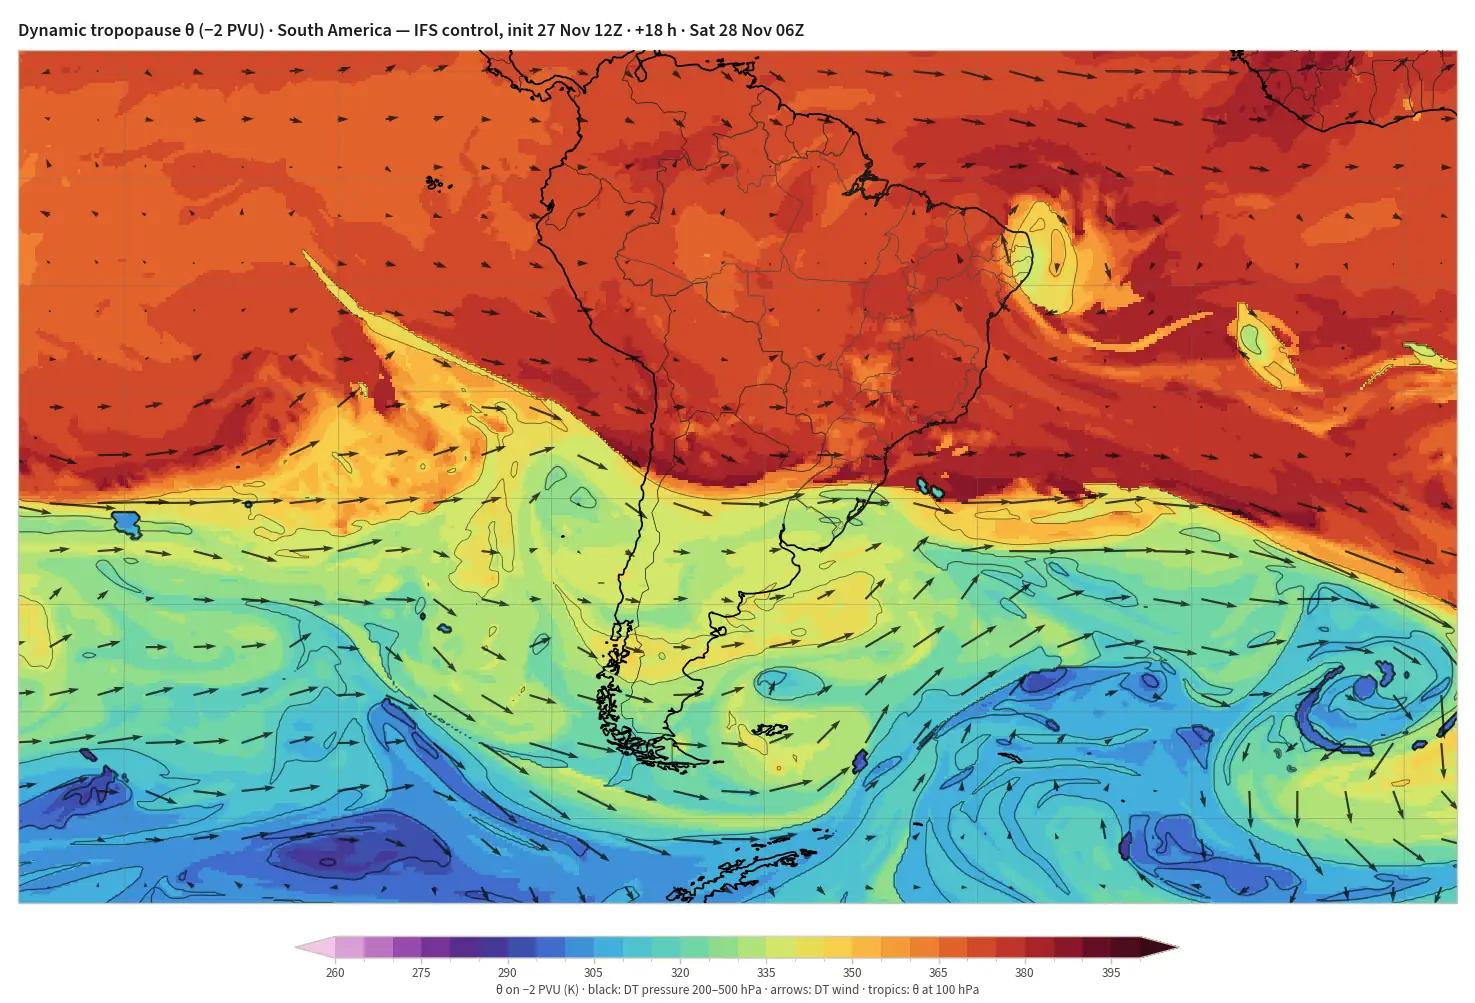 Dynamic tropopause θ (−2 PVU) · South America — IFS control, init 27 Nov 12Z · +18 h · Sat 28 Nov 06Z
260 275 290 305 320 335 350 365 380 395
θ on −2 PVU (K) · black: DT pressure 200–500 hPa · arrows: DT wind · tropics: θ at 100 hPa